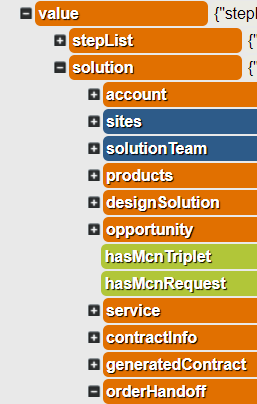 value {"stepl
stepList {"
solution {"
account
sites
solutionTeam
products
designSolution
opportunity
hasMcnTriplet
hasMcnRequest
service
contractInfo
generatedContract
orderHandoff